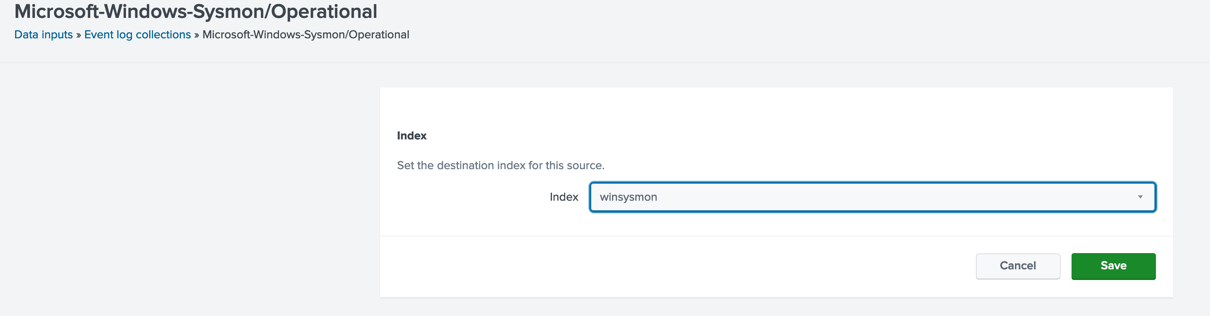 Microsoft-Windows-Sysmon/Operational
Data inputs » Event log collections » Microsoft-Windows-Sysmon/Operational
Index
Set the destination index for this source.
Index winsysmon
Cancel Save